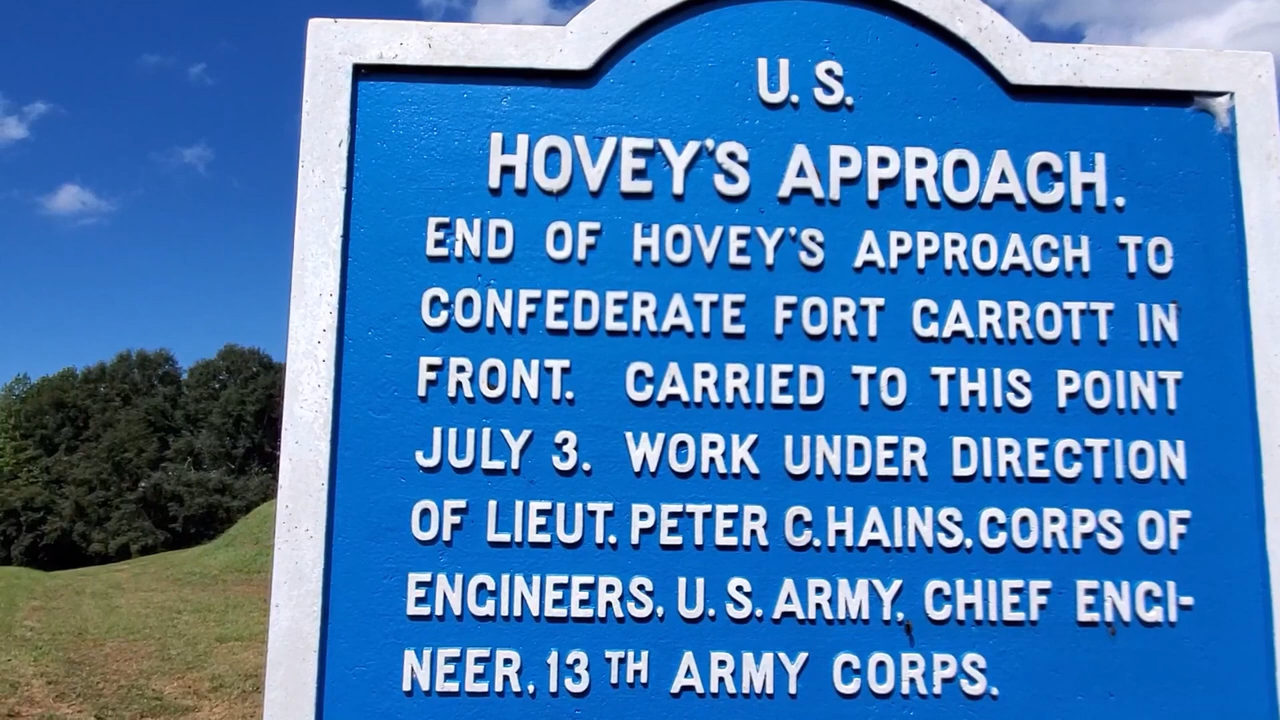 U. S.
HOVEY'S APPROACH.
END OF HOVEY'S APPROACH TO
CONFEDERATE FORT GARROTT IN
FRONT. CARRIED TO THIS POINT
JULY 3. WORK UNDER DIRECTION
OF LIEUT. PETER C. HAINS, CORPS OF
ENGINEERS, U. S. ARMY, CHIEF ENGI-
NEER, 13TH ARMY CORPS.